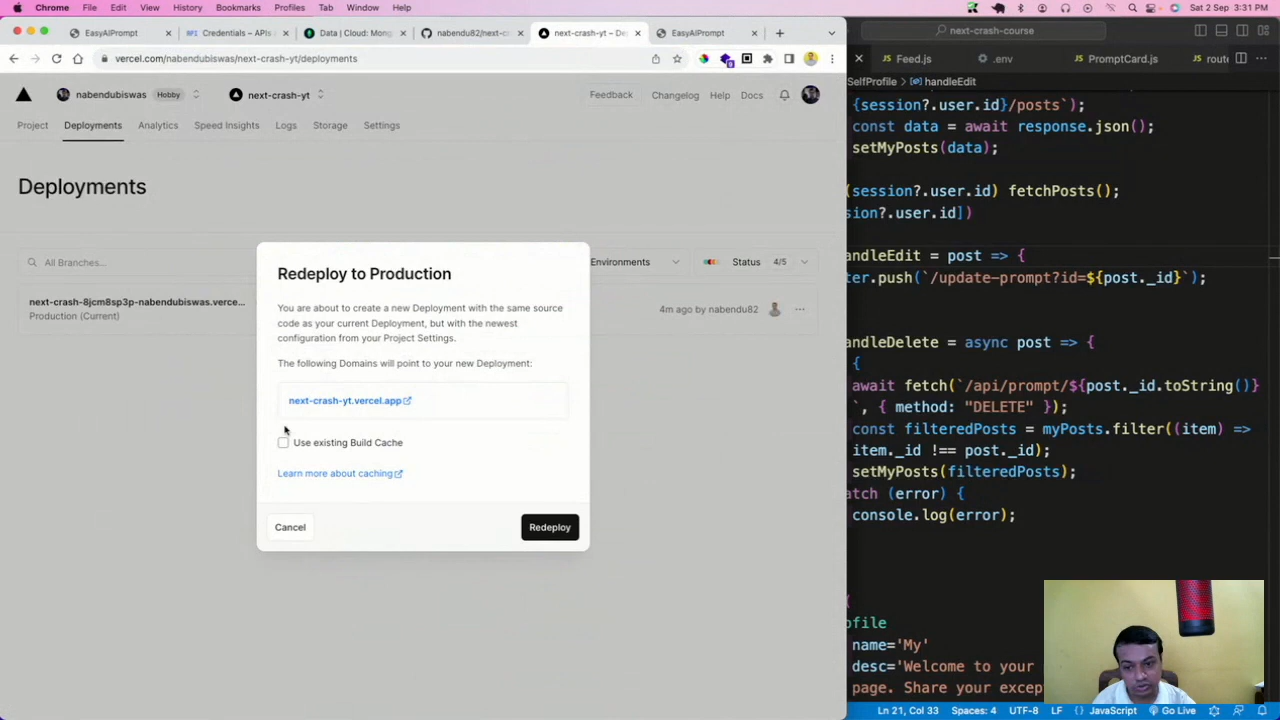 Chrome File Edit View History Bookmarks Profiles Tab Window Help Sat 2 Sep 3:31 PM
EasyAIPrompt Credentials – APIs Data | Cloud: Mong nabendu82/next-c next-crash-yt – De EasyAIPrompt
next-crash-course
vercel.com/nabendubiswas/next-crash-yt/deployments
Feed.js .env PromptCard.js route
SelfProfile handleEdit
nabendubiswas Hobby next-crash-yt Feedback Changelog Help Docs
Project Deployments Analytics Speed Insights Logs Storage Settings
Deployments
All Branches... Environments Status 4/5
next-crash-8jcm8sp3p-nabendubiswas.verce...
Production (Current)
4m ago by nabendu82
Redeploy to Production
You are about to create a new Deployment with the same source
code as your current Deployment, but with the newest
configuration from your Project Settings.
The following Domains will point to your new Deployment:
next-crash-yt.vercel.app
Use existing Build Cache
Learn more about caching
Cancel Redeploy
{session?.user.id}/posts`);
const data = await response.json();
setMyPosts(data);
(session?.user.id) fetchPosts();
sion?.user.id])
andleEdit = post => {
ter.push(`/update-prompt?id=${post._id}`);
andleDelete = async post => {
{
await fetch(`/api/prompt/${post._id.toString()}
`, { method: "DELETE" });
const filteredPosts = myPosts.filter((item) =>
item._id !== post._id);
setMyPosts(filteredPosts);
atch (error) {
console.log(error);
(
ofile
name='My'
desc='Welcome to your
page. Share your excep
Ln 21, Col 33 Spaces: 4 UTF-8 LF {} JavaScript Go Live